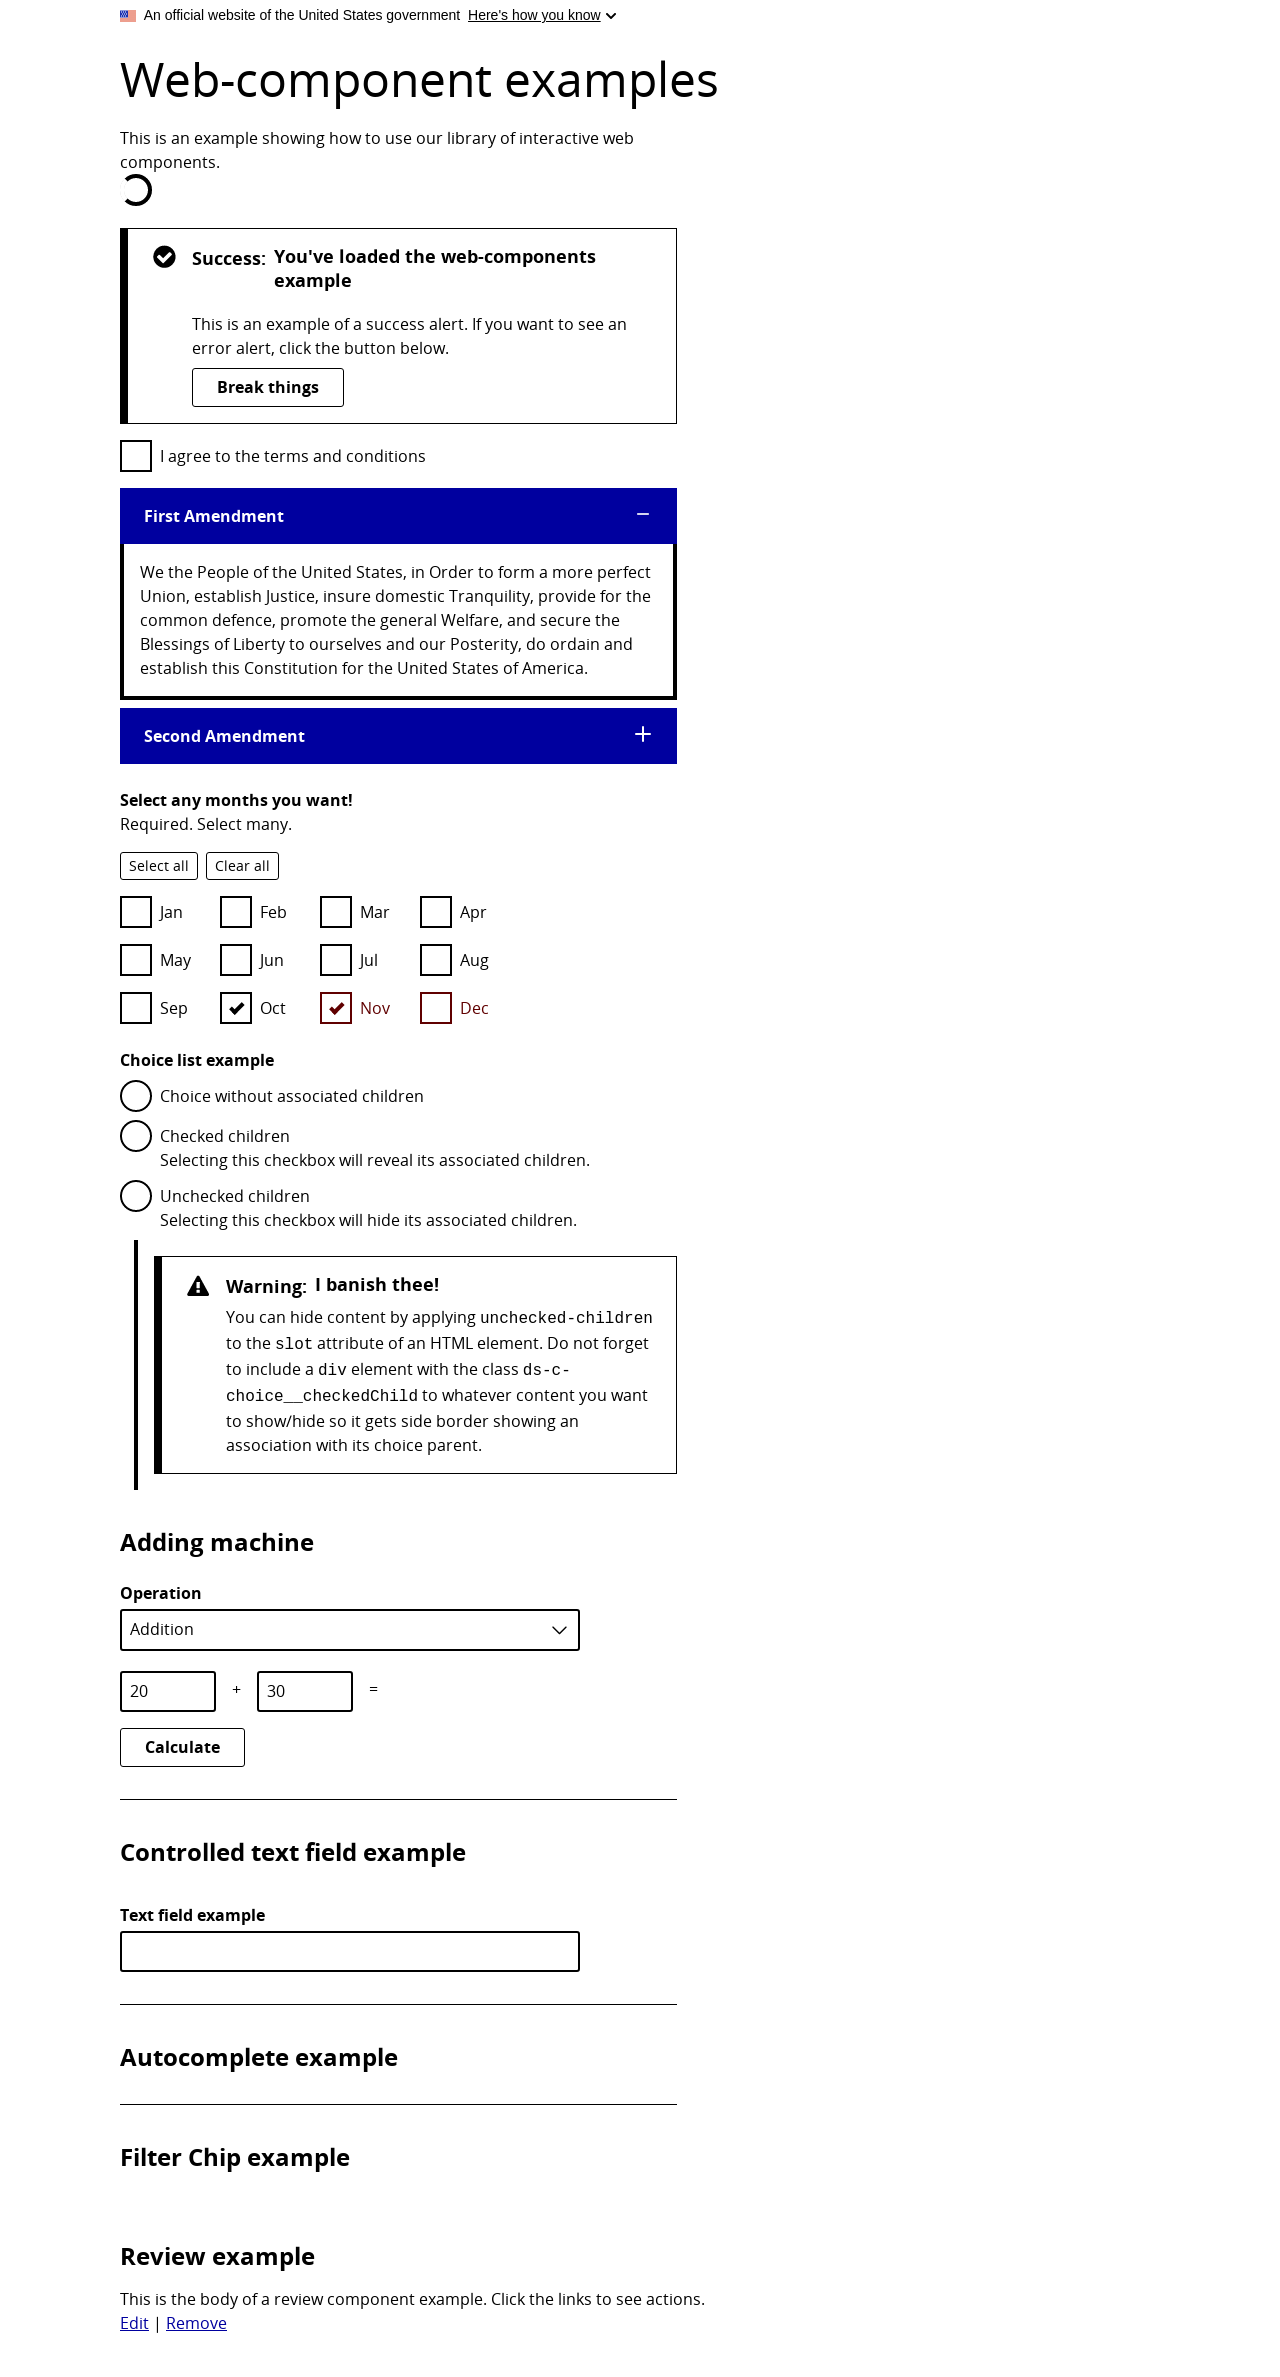 An official website of the United States government Here's how you know
Web-component examples
This is an example showing how to use our library of interactive web
components.
Success: You've loaded the web-components
example
This is an example of a success alert. If you want to see an
error alert, click the button below.
Break things
I agree to the terms and conditions
First Amendment
We the People of the United States, in Order to form a more perfect
Union, establish Justice, insure domestic Tranquility, provide for the
common defence, promote the general Welfare, and secure the
Blessings of Liberty to ourselves and our Posterity, do ordain and
establish this Constitution for the United States of America.
Second Amendment
Select any months you want!
Required. Select many.
Select all Clear all
Jan Feb Mar Apr
May Jun Jul Aug
Sep Oct Nov Dec
Choice list example
Choice without associated children
Checked children
Selecting this checkbox will reveal its associated children.
Unchecked children
Selecting this checkbox will hide its associated children.
Warning: I banish thee!
You can hide content by applying unchecked-children
to the slot attribute of an HTML element. Do not forget
to include a div element with the class ds-c-
choice__checkedChild to whatever content you want
to show/hide so it gets side border showing an
association with its choice parent.
Adding machine
Operation
Addition
20 + 30 =
Calculate
Controlled text field example
Text field example
Autocomplete example
Filter Chip example
Review example
This is the body of a review component example. Click the links to see actions.
Edit | Remove